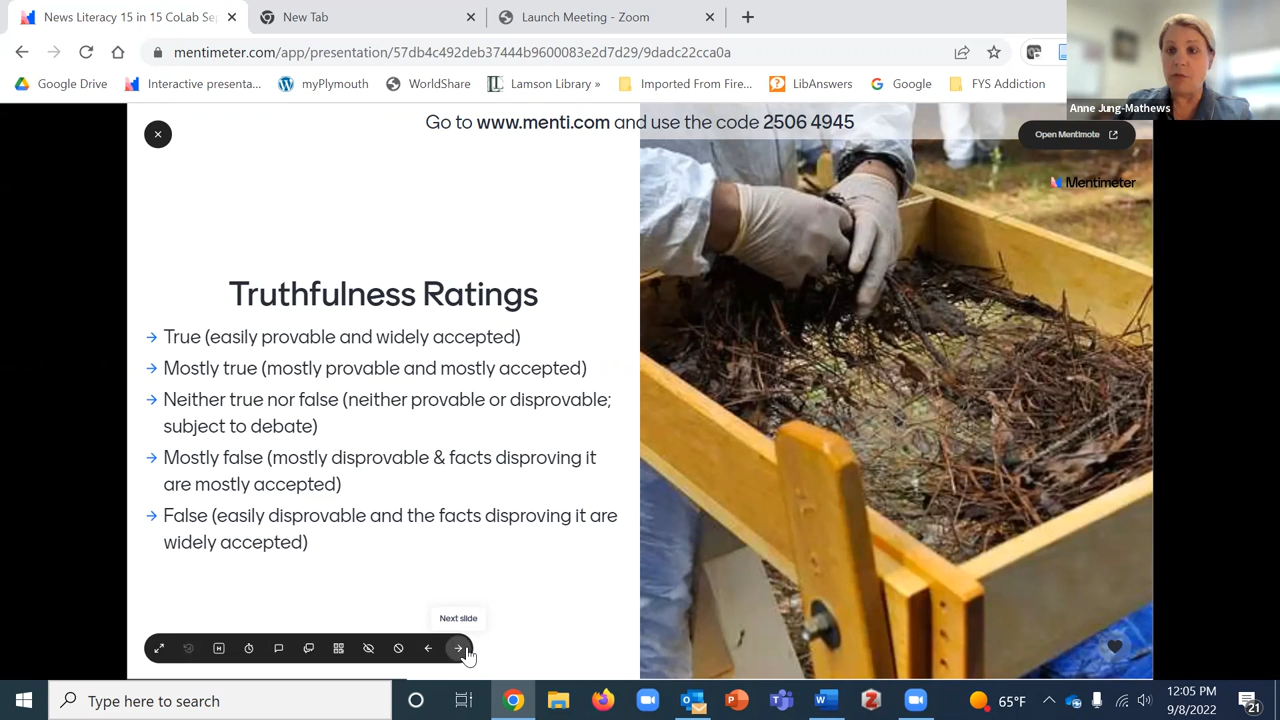 News Literacy 15 in 15 CoLab Se
New Tab
Launch Meeting - Zoom
mentimeter.com/app/presentation/57db4c492deb37444b9600083e2d7d29/9dadc22cca0a
Google Drive
Interactive presenta...
myPlymouth
WorldShare
Lamson Library »
Imported From Fire...
LibAnswers
Google
FYS Addiction
Anne Jung-Mathews
Go to www.menti.com and use the code 2506 4945
Open Mentimote
Mentimeter
Truthfulness Ratings
→ True (easily provable and widely accepted)
→ Mostly true (mostly provable and mostly accepted)
→ Neither true nor false (neither provable or disprovable;
subject to debate)
→ Mostly false (mostly disprovable & facts disproving it
are mostly accepted)
→ False (easily disprovable and the facts disproving it are
widely accepted)
Next slide
Type here to search
65°F
12:05 PM
9/8/2022
21